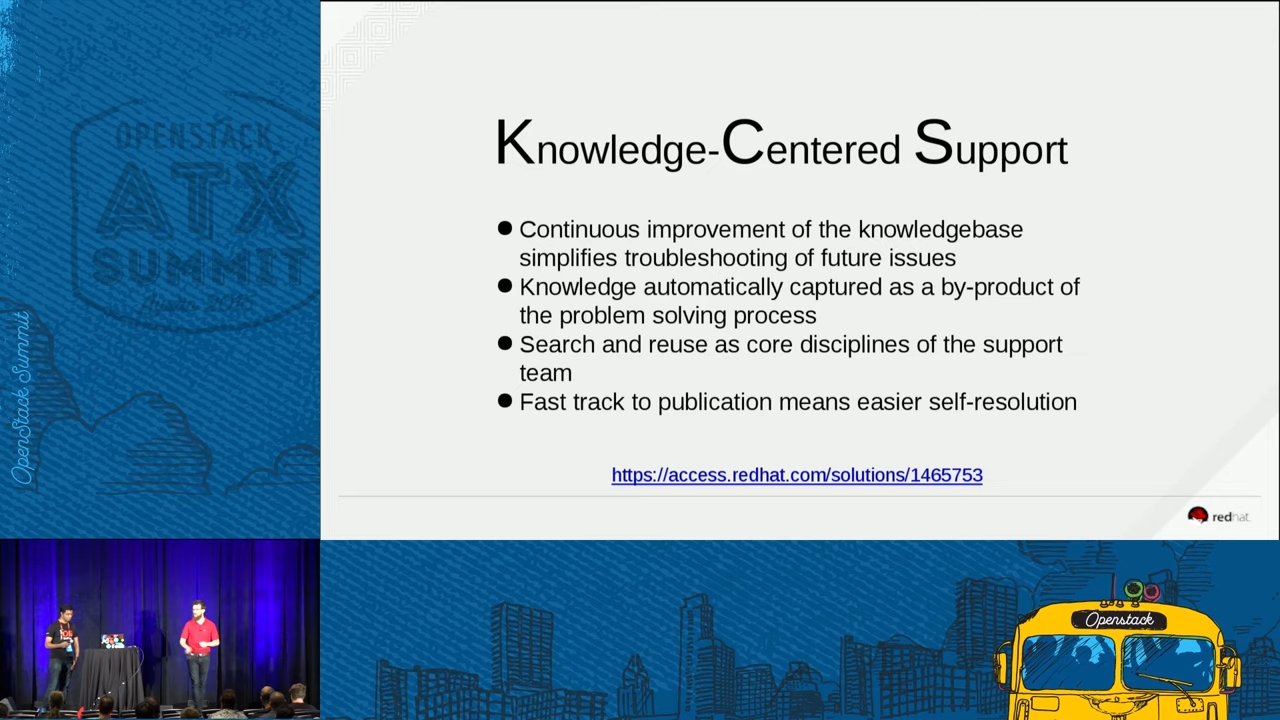 OPENSTACK
ATX
SUMMIT
Austin 2016
OpenStack Summit
Knowledge-Centered Support
● Continuous improvement of the knowledgebase
simplifies troubleshooting of future issues
● Knowledge automatically captured as a by-product of
the problem solving process
● Search and reuse as core disciplines of the support
team
● Fast track to publication means easier self-resolution
https://access.redhat.com/solutions/1465753
redhat.
Openstack